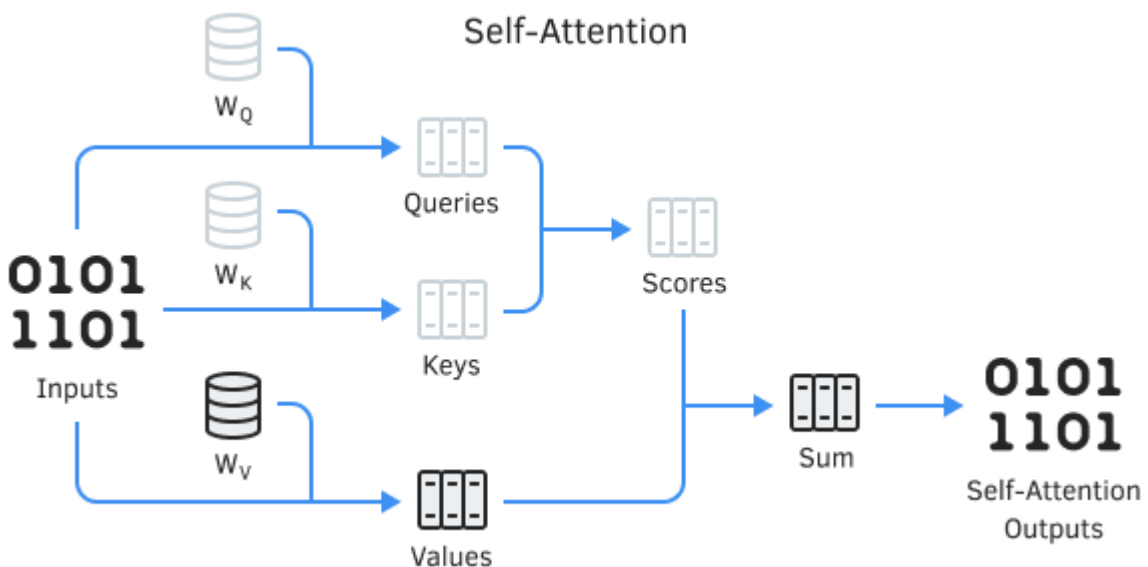 Self-Attention
W_Q
Queries
W_K
Scores
0101
1101
Inputs
Keys
W_V
Values
Sum
0101
1101
Self-Attention
Outputs